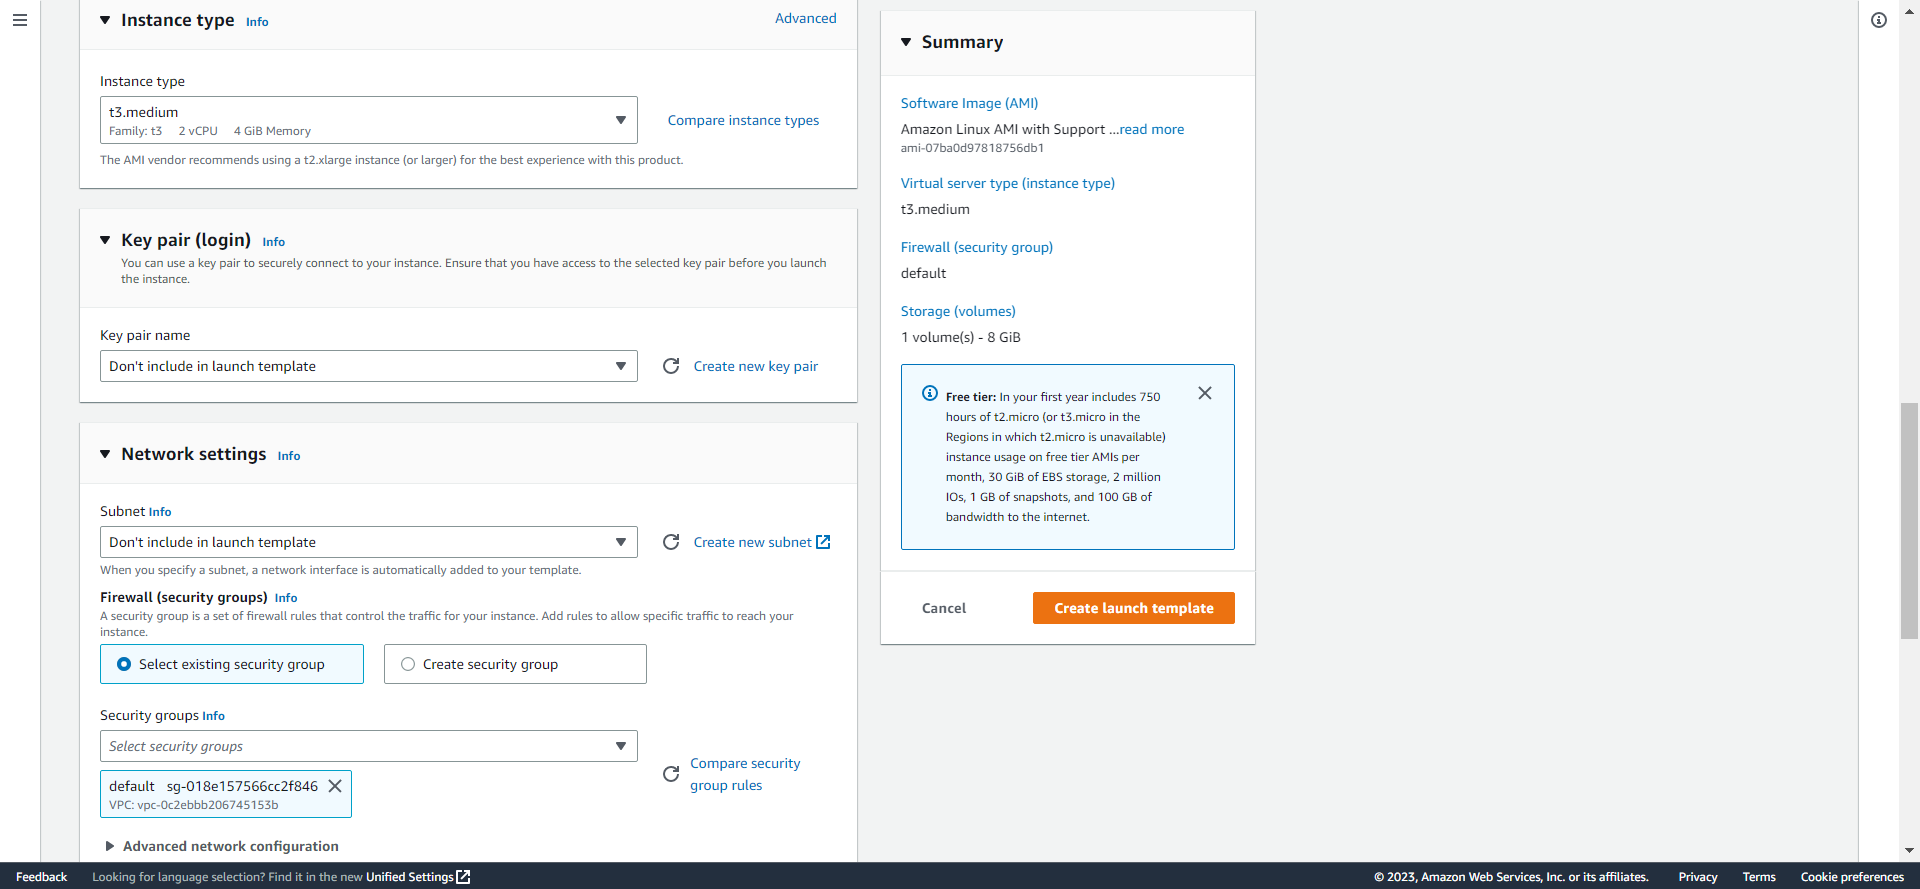 Instance type Info
Advanced
Instance type
t3.medium
Family: t3 2 vCPU 4 GiB Memory
Compare instance types
The AMI vendor recommends using a t2.xlarge instance (or larger) for the best experience with this product.
Key pair (login) Info
You can use a key pair to securely connect to your instance. Ensure that you have access to the selected key pair before you launch
the instance.
Key pair name
Don't include in launch template
Create new key pair
Network settings Info
Subnet Info
Don't include in launch template
Create new subnet
When you specify a subnet, a network interface is automatically added to your template.
Firewall (security groups) Info
A security group is a set of firewall rules that control the traffic for your instance. Add rules to allow specific traffic to reach your
instance.
Select existing security group
Create security group
Security groups Info
Select security groups
Compare security
group rules
default sg-018e157566cc2f846
VPC: vpc-0c2ebbb206745153b
Advanced network configuration
Summary
Software Image (AMI)
Amazon Linux AMI with Support ...read more
ami-07ba0d97818756db1
Virtual server type (instance type)
t3.medium
Firewall (security group)
default
Storage (volumes)
1 volume(s) - 8 GiB
Free tier: In your first year includes 750
hours of t2.micro (or t3.micro in the
Regions in which t2.micro is unavailable)
instance usage on free tier AMIs per
month, 30 GiB of EBS storage, 2 million
IOs, 1 GB of snapshots, and 100 GB of
bandwidth to the internet.
Cancel
Create launch template
Feedback
Looking for language selection? Find it in the new Unified Settings
© 2023, Amazon Web Services, Inc. or its affiliates.
Privacy
Terms
Cookie preferences